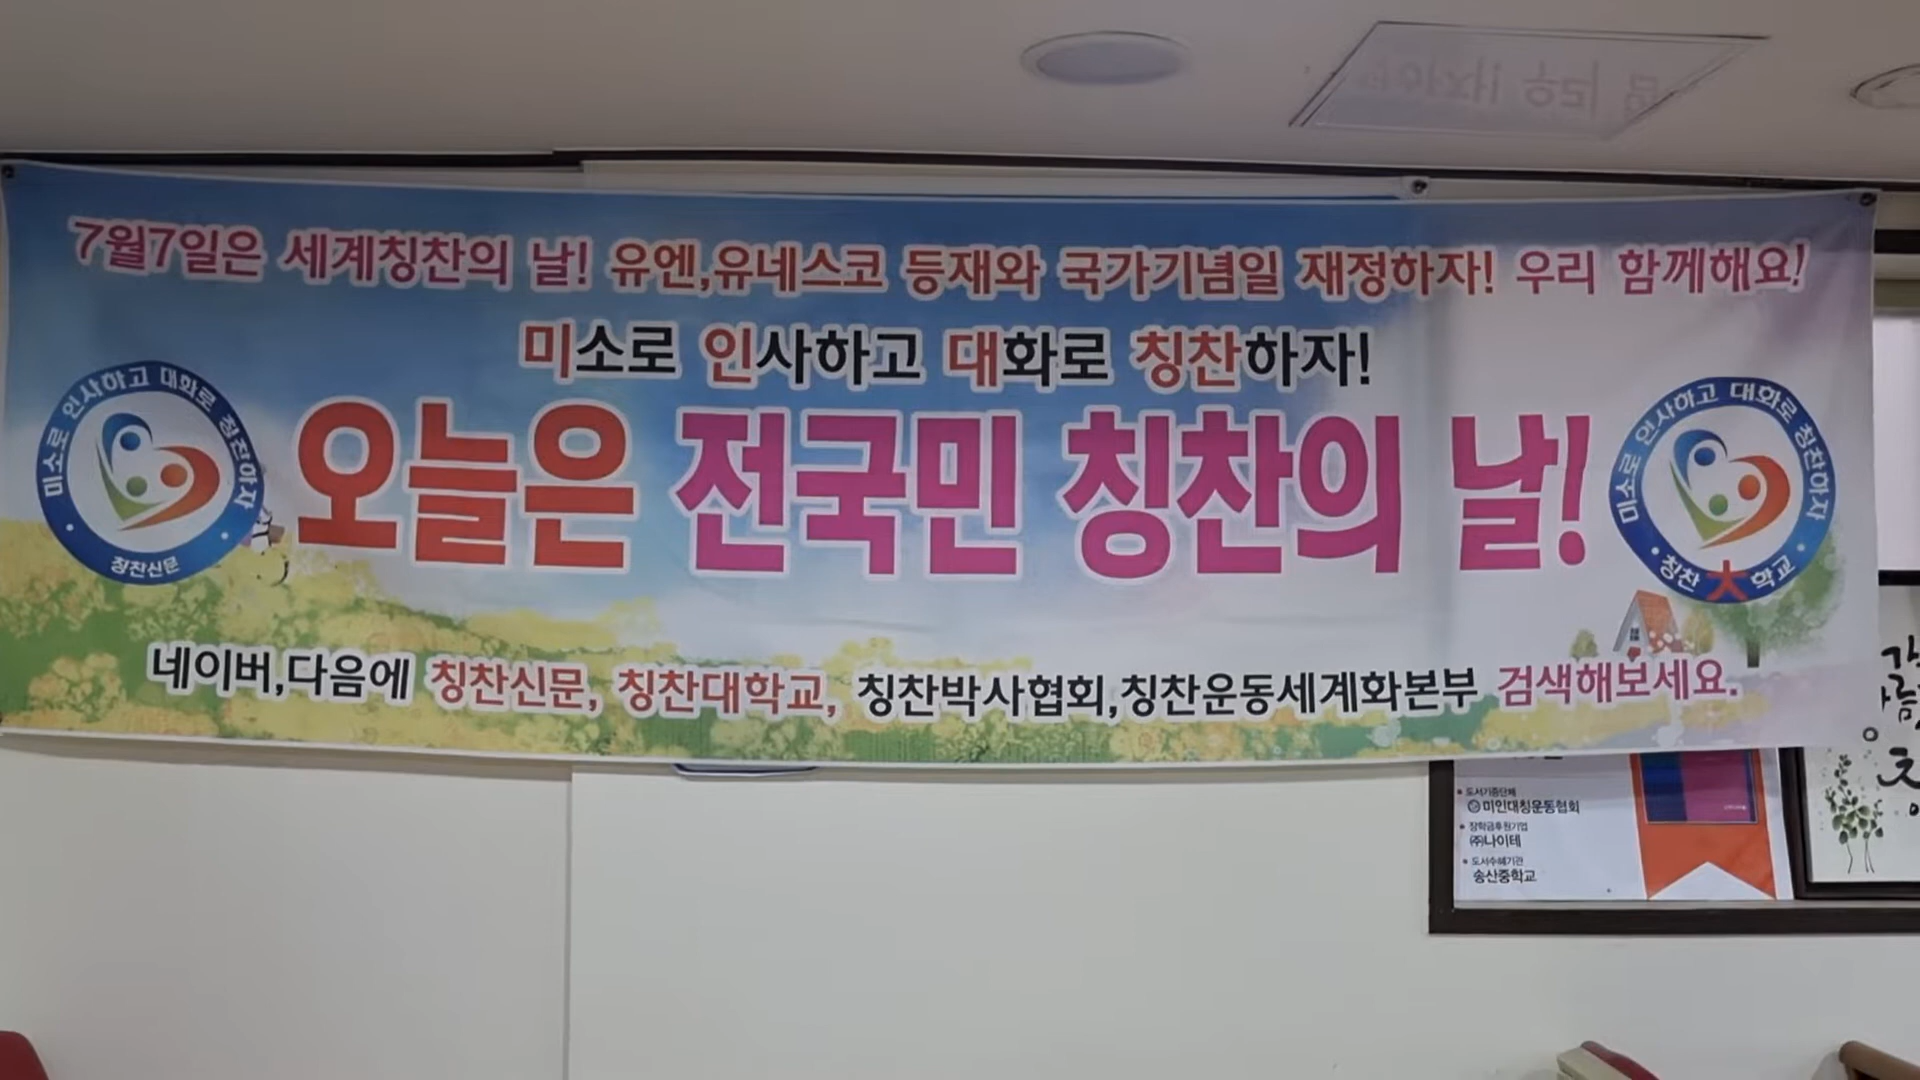 7월7일은 세계칭찬의 날! 유엔,유네스코 등재와 국가기념일 재정하자! 우리 함께해요!
미소로 인사하고 대화로 칭찬하자!
미소로 인사하고 대화로 칭찬하자
칭찬신문
오늘은 전국민 칭찬의 날!
미소로 인사하고 대화로 칭찬하자
칭찬大학교
네이버,다음에 칭찬신문, 칭찬대학교, 칭찬박사협회,칭찬운동세계화본부 검색해보세요.
도서기증단체
미인대칭운동협회
장학금후원기업
㈜나이테
도서수혜기관
송산중학교